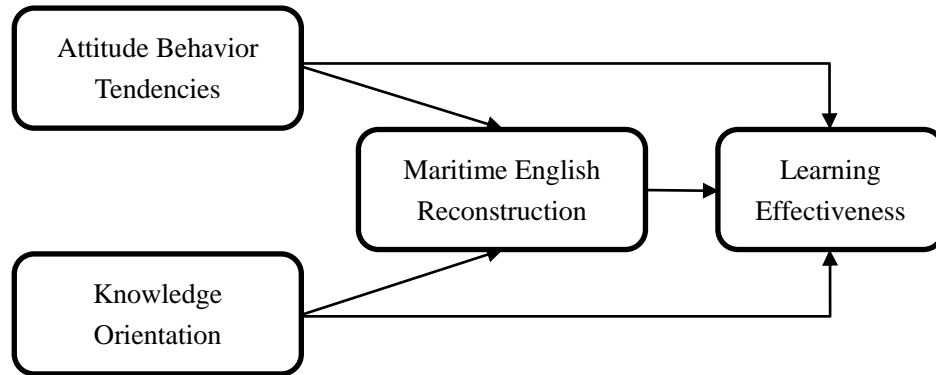 Attitude Behavior
Tendencies
Maritime English
Reconstruction
Learning
Effectiveness
Knowledge
Orientation